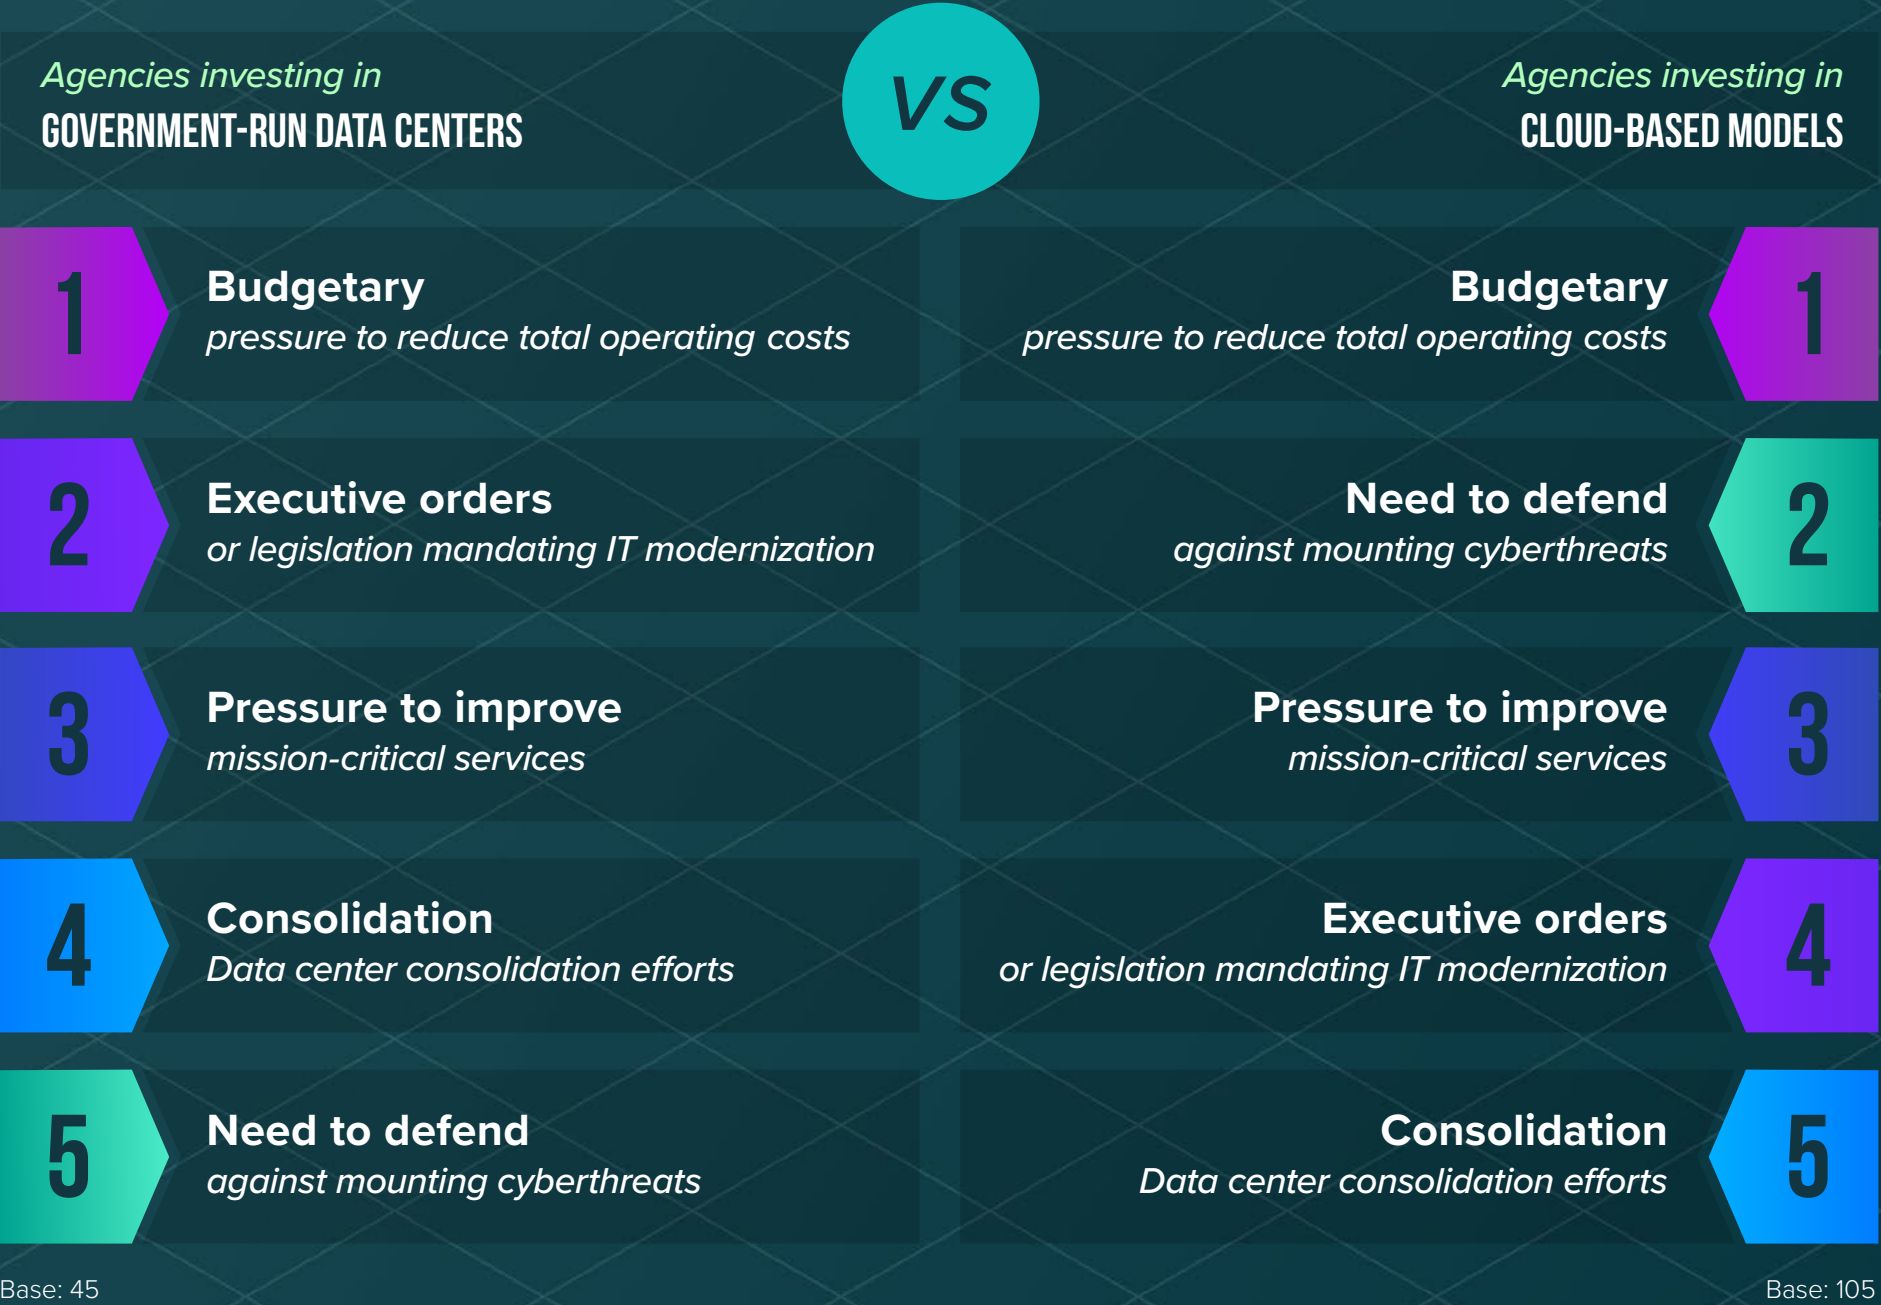 Agencies investing in
GOVERNMENT-RUN DATA CENTERS
VS
Agencies investing in
CLOUD-BASED MODELS
1
Budgetary
pressure to reduce total operating costs
Budgetary
pressure to reduce total operating costs
1
2
Executive orders
or legislation mandating IT modernization
Need to defend
against mounting cyberthreats
2
3
Pressure to improve
mission-critical services
Pressure to improve
mission-critical services
3
4
Consolidation
Data center consolidation efforts
Executive orders
or legislation mandating IT modernization
4
5
Need to defend
against mounting cyberthreats
Consolidation
Data center consolidation efforts
5
Base: 45
Base: 105